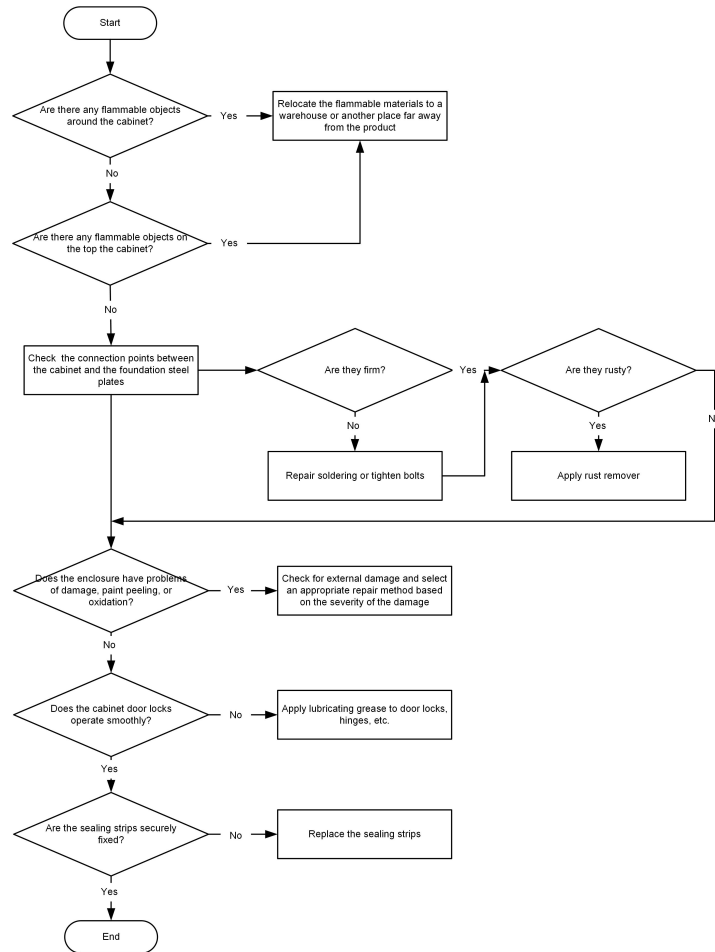 Start
Are there any flammable objects
around the cabinet?
Yes
Relocate the flammable materials to a
warehouse or another place far away
from the product
No
Are there any flammable objects on
the top the cabinet?
Yes
No
Check the connection points between
the cabinet and the foundation steel
plates
Are they firm?
Yes
Are they rusty?
N
No
Yes
Repair soldering or tighten bolts
Apply rust remover
Does the enclosure have problems
of damage, paint peeling, or
oxidation?
Yes
Check for external damage and select
an appropriate repair method based
on the severity of the damage
No
Does the cabinet door locks
operate smoothly?
No
Apply lubricating grease to door locks,
hinges, etc.
Yes
Are the sealing strips securely
fixed?
No
Replace the sealing strips
Yes
End